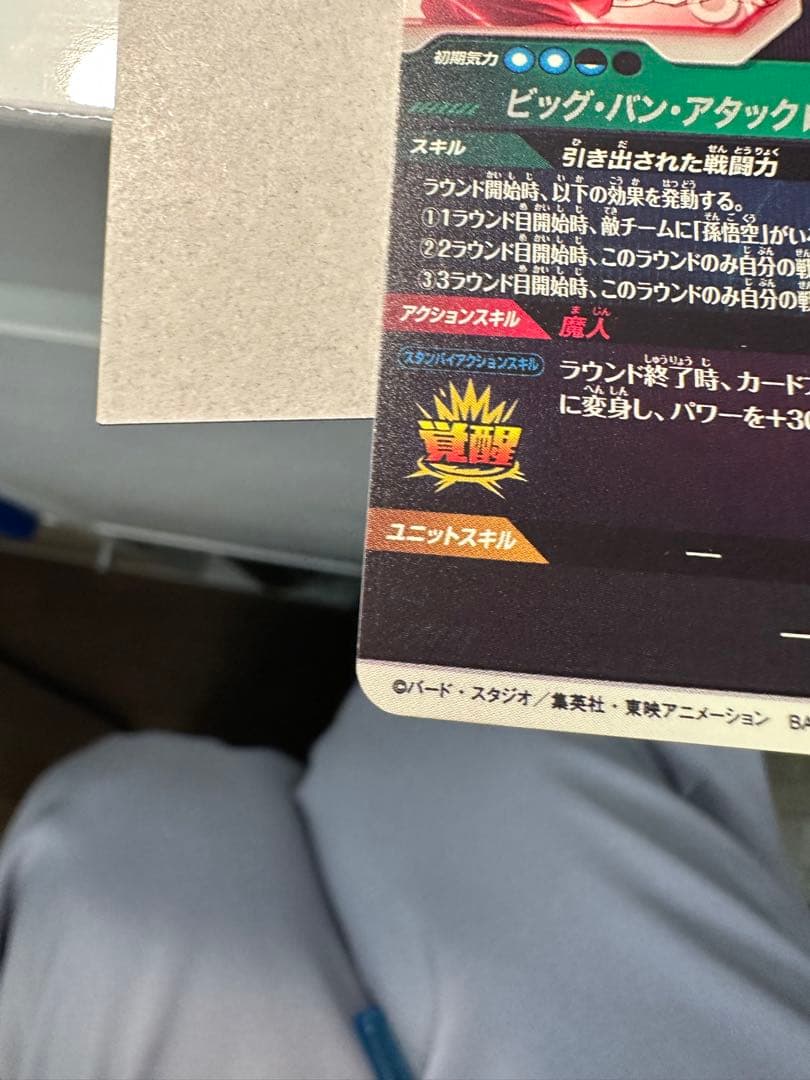 初期気力
ビッグ・バン・アタック
スキル
引き出された戦闘力
ラウンド開始時、以下の効果を発動する。
①1ラウンド目開始時、敵チームに「孫悟空」がい
②2ラウンド目開始時、このラウンドのみ自分の戦
③3ラウンド目開始時、このラウンドのみ自分の戦
アクションスキル
魔人
スタンバイアクションスキル
ラウンド終了時、カード
に変身し、パワーを+30
覚醒
ユニットスキル
©バード・スタジオ／集英社・東映アニメーション BA